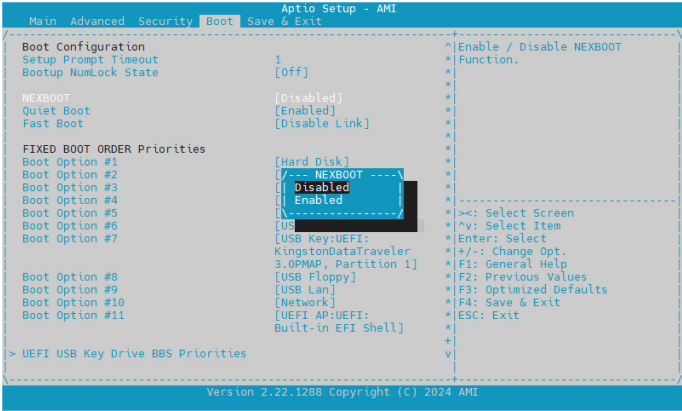 Aptio Setup - AMI
Main  Advanced  Security  Boot  Save & Exit
Boot Configuration
Setup Prompt Timeout 1
Bootup NumLock State [Off]
NEXBOOT [Disabled]
Quiet Boot [Enabled]
Fast Boot [Disable Link]
FIXED BOOT ORDER Priorities
Boot Option #1 [Hard Disk]
Boot Option #2 [
Boot Option #3 [
Boot Option #4 [
Boot Option #5 [
Boot Option #6 [US
Boot Option #7 [USB Key:UEFI:
KingstonDataTraveler
3.0PMAP, Partition 1]
Boot Option #8 [USB Floppy]
Boot Option #9 [USB Lan]
Boot Option #10 [Network]
Boot Option #11 [UEFI AP:UEFI:
Built-in EFI Shell]
> UEFI USB Key Drive BBS Priorities
/--- NEXBOOT ----\
| Disabled |
| Enabled |
\----------------/
Enable / Disable NEXBOOT
Function.
><: Select Screen
^v: Select Item
Enter: Select
+/-: Change Opt.
F1: General Help
F2: Previous Values
F3: Optimized Defaults
F4: Save & Exit
ESC: Exit
Version 2.22.1288 Copyright (C) 2024 AMI